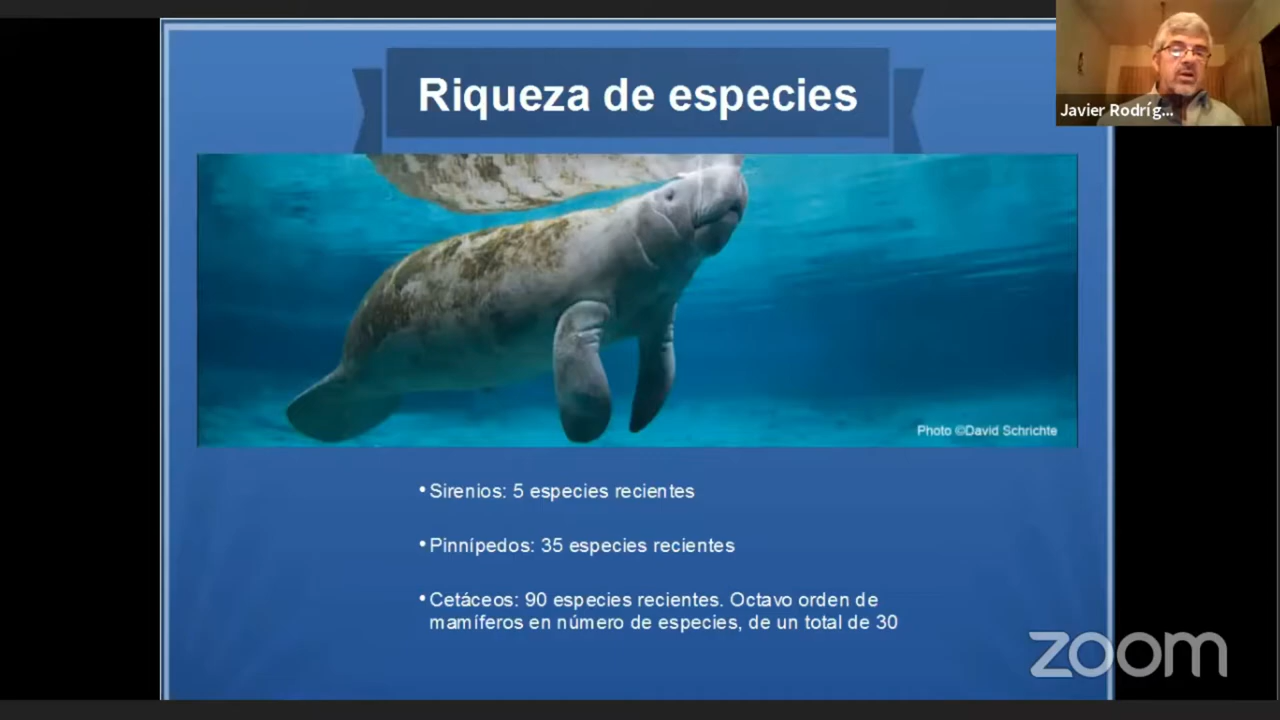 Riqueza de especies
Javier Rodríg...
Photo ©David Schrichte
• Sirenios: 5 especies recientes
• Pinnípedos: 35 especies recientes
• Cetáceos: 90 especies recientes. Octavo orden de
mamíferos en número de especies, de un total de 30
zoom